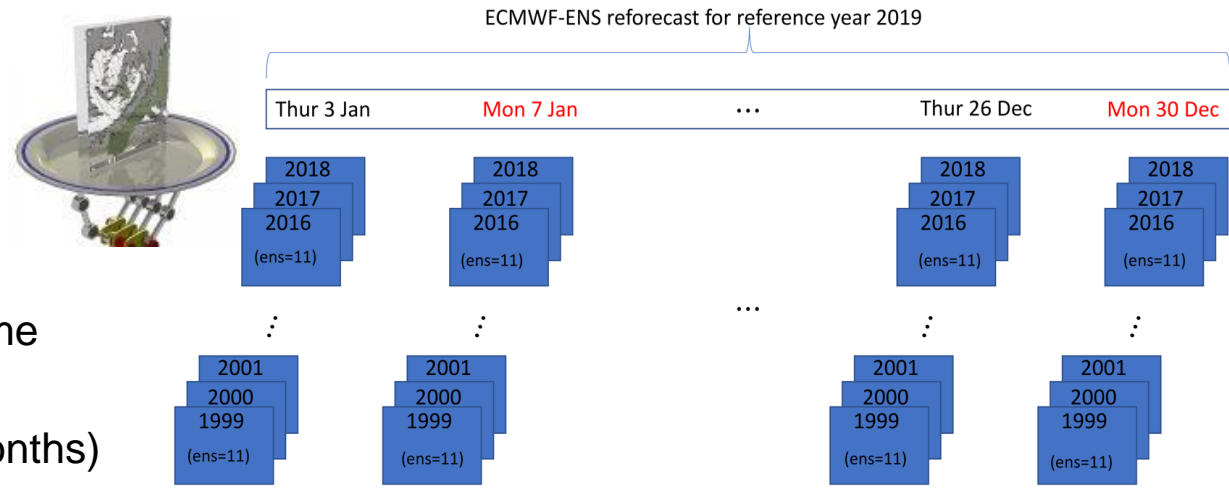 ECMWF-ENS reforecast for reference year 2019
Thur 3 Jan Mon 7 Jan ... Thur 26 Dec Mon 30 Dec
2018 2018 2018 2018
2017 2017 2017 2017
2016 2016 2016 2016
(ens=11) (ens=11) (ens=11) (ens=11)
...
me
2001 2001 2001 2001
2000 2000 2000 2000
1999 1999 1999 1999
onths)
(ens=11) (ens=11) (ens=11) (ens=11)